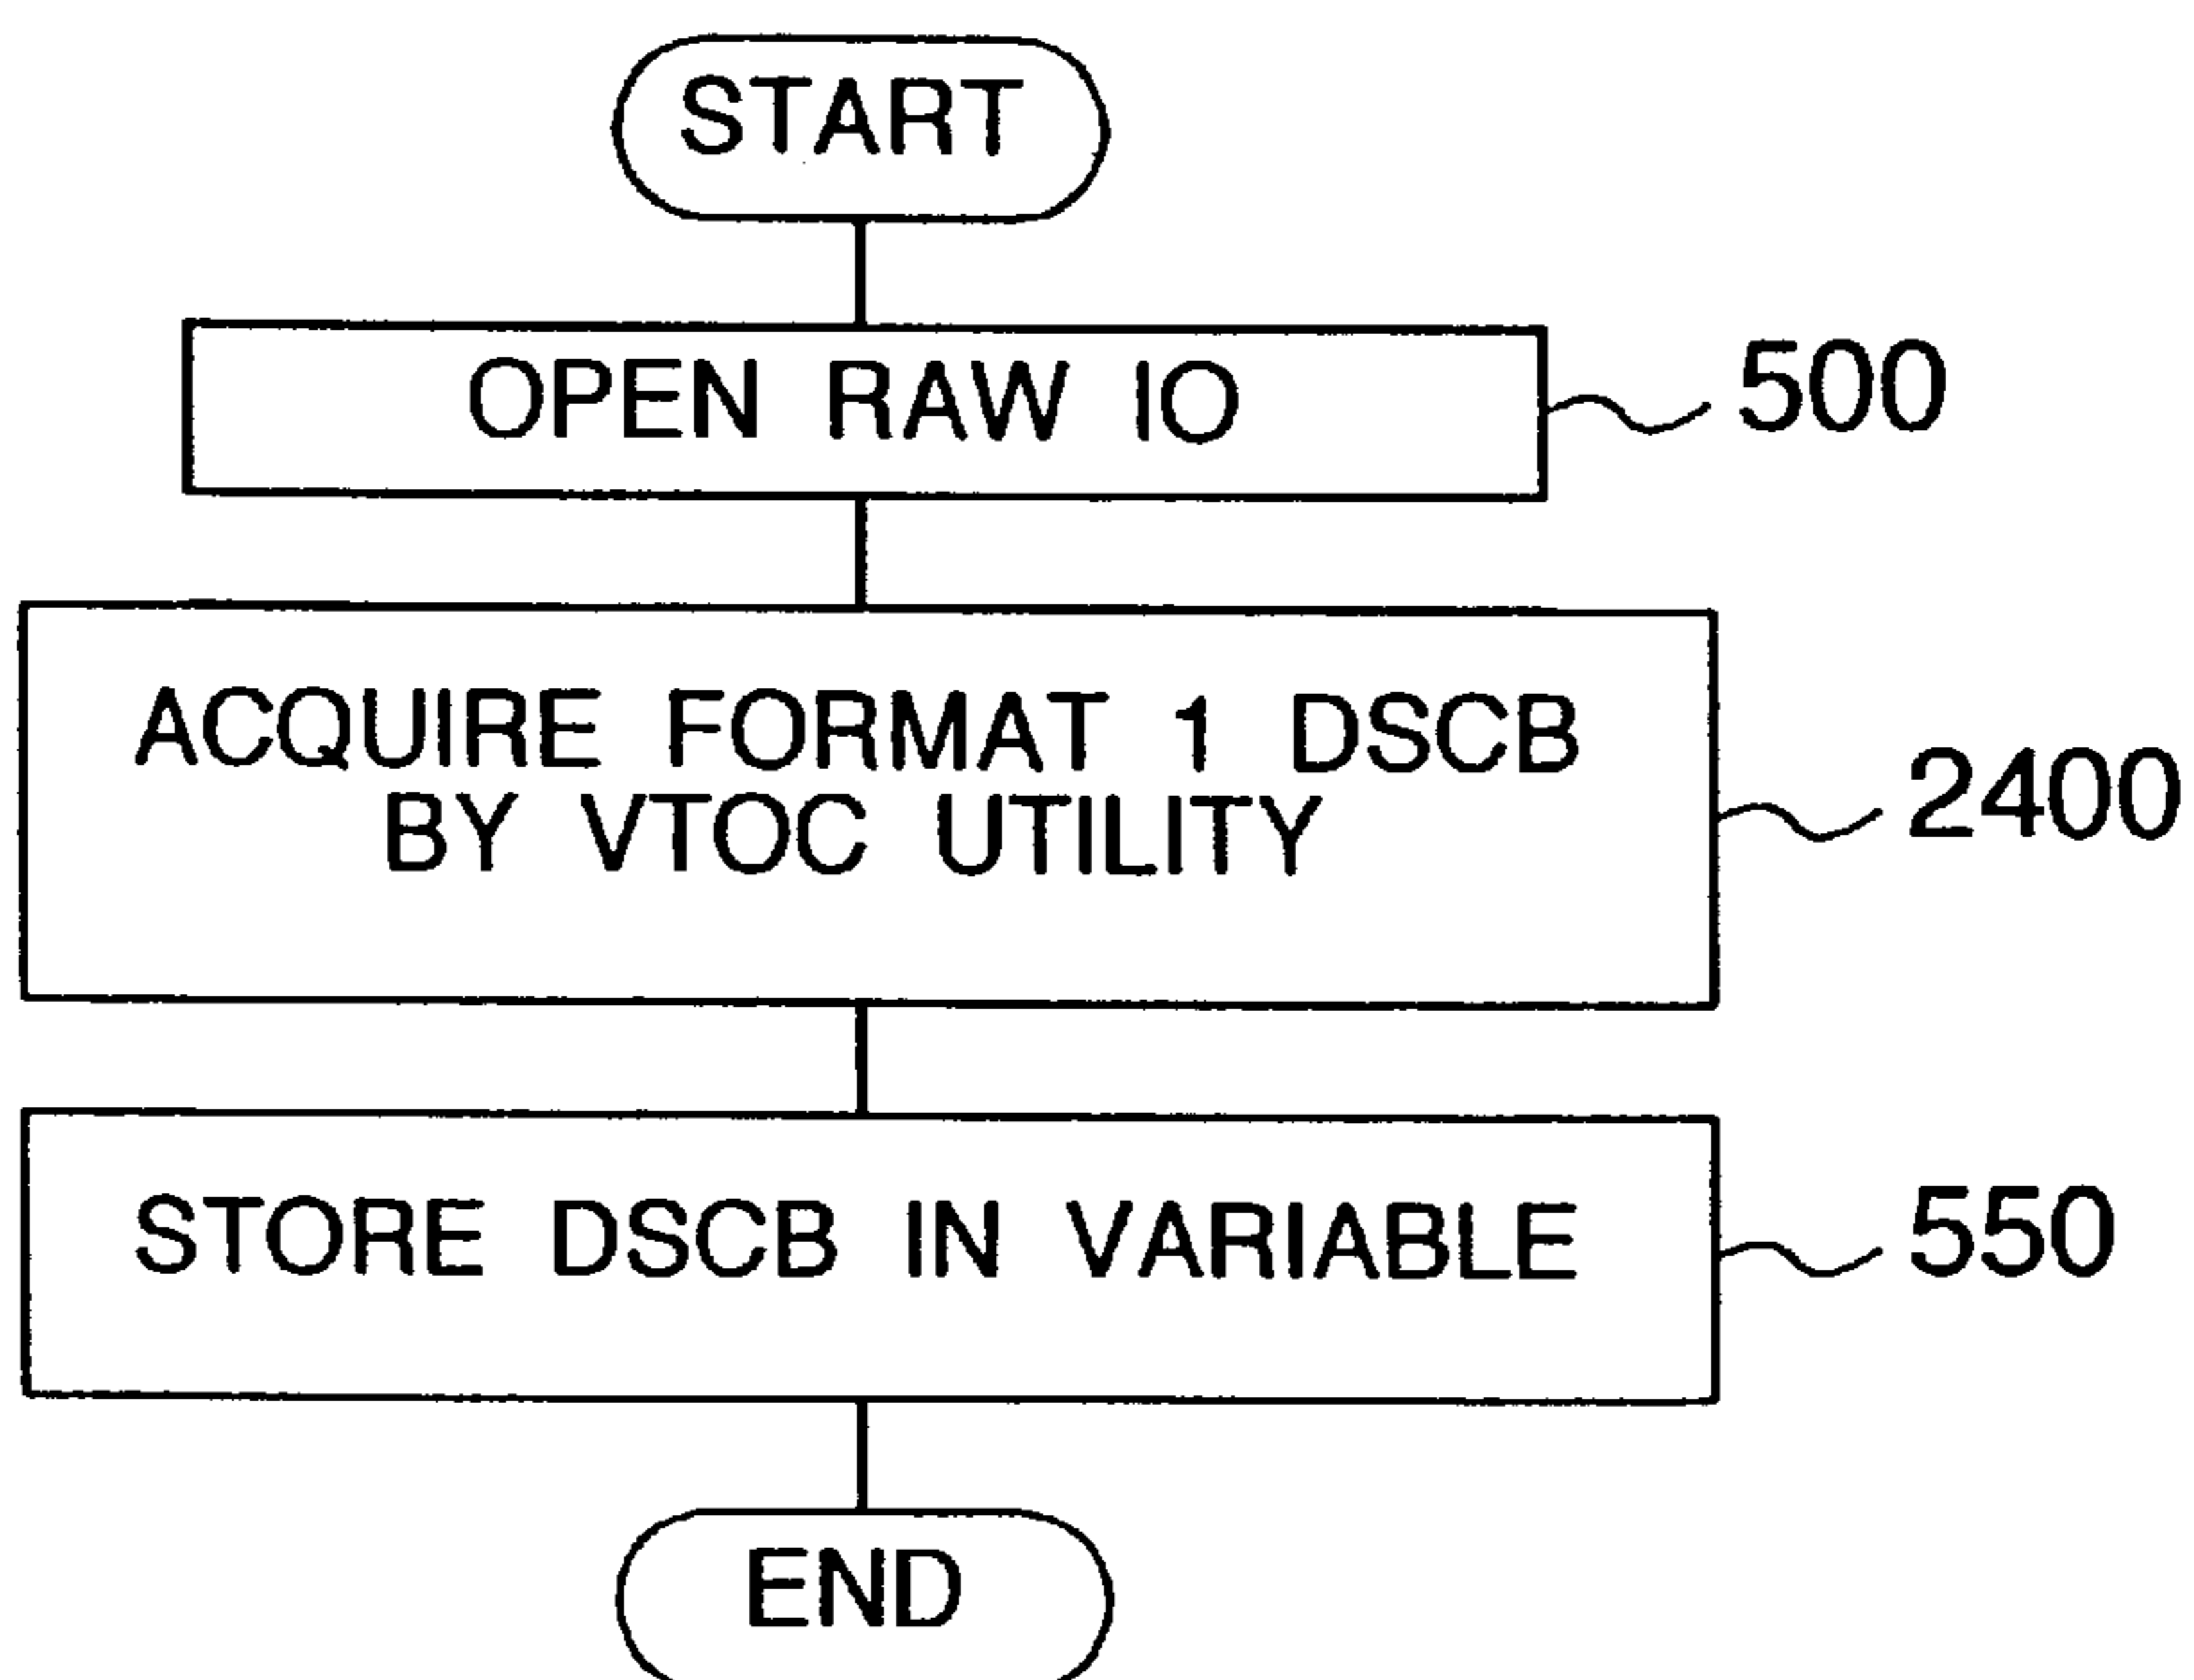 START
OPEN RAW IO
500
ACQUIRE FORMAT 1 DSCB
BY VTOC UTILITY
2400
STORE DSCB IN VARIABLE
550
END